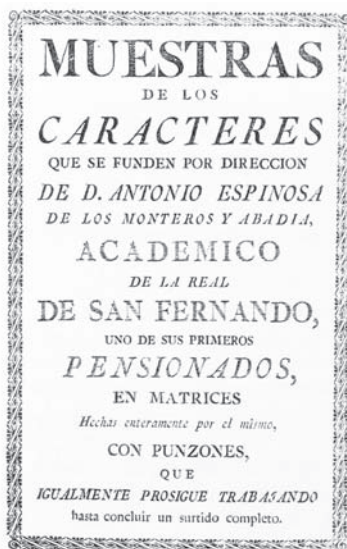 MUESTRAS
DE LOS
CARACTERES
QUE SE FUNDEN POR DIRECCION
DE D. ANTONIO ESPINOSA
DE LOS MONTEROS Y ABADIA,
ACADEMICO
DE LA REAL
DE SAN FERNANDO,
UNO DE SUS PRIMEROS
PENSIONADOS,
EN MATRICES
Hechas enteramente por el mismo,
CON PUNZONES,
QUE
IGUALMENTE PROSIGUE TRABAJANDO
hasta concluir un surtido completo.